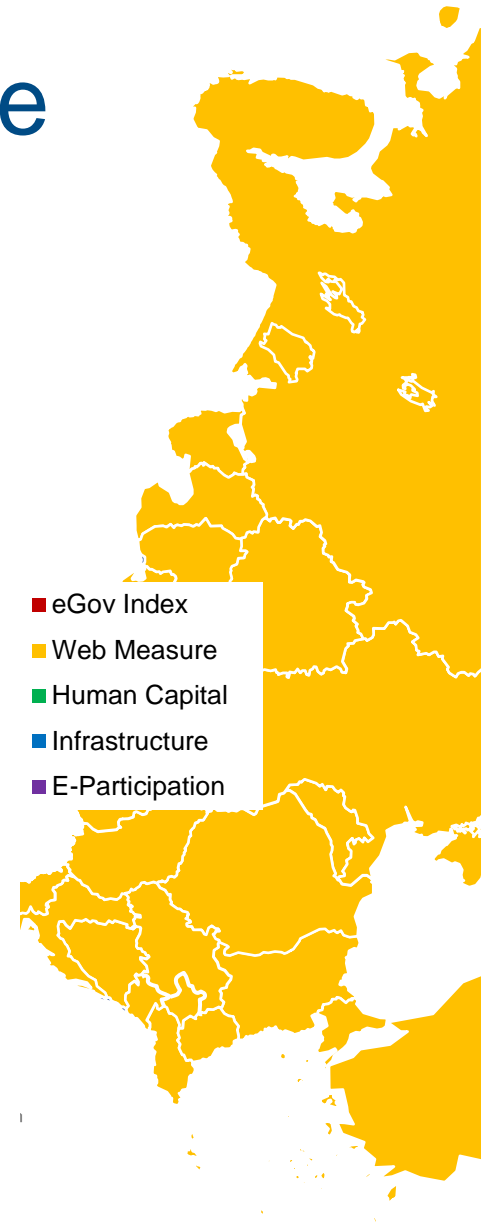 e
eGov Index
Web Measure
Human Capital
Infrastructure
E-Participation